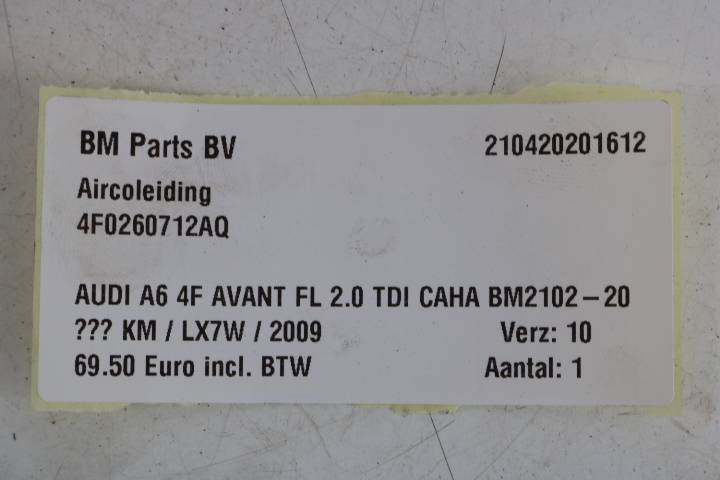 BM Parts BV 210420201612
Aircoleiding
4F0260712AQ
AUDI A6 4F AVANT FL 2.0 TDI CAHA BM2102-20
??? KM / LX7W / 2009 Verz: 10
69.50 Euro incl. BTW Aantal: 1